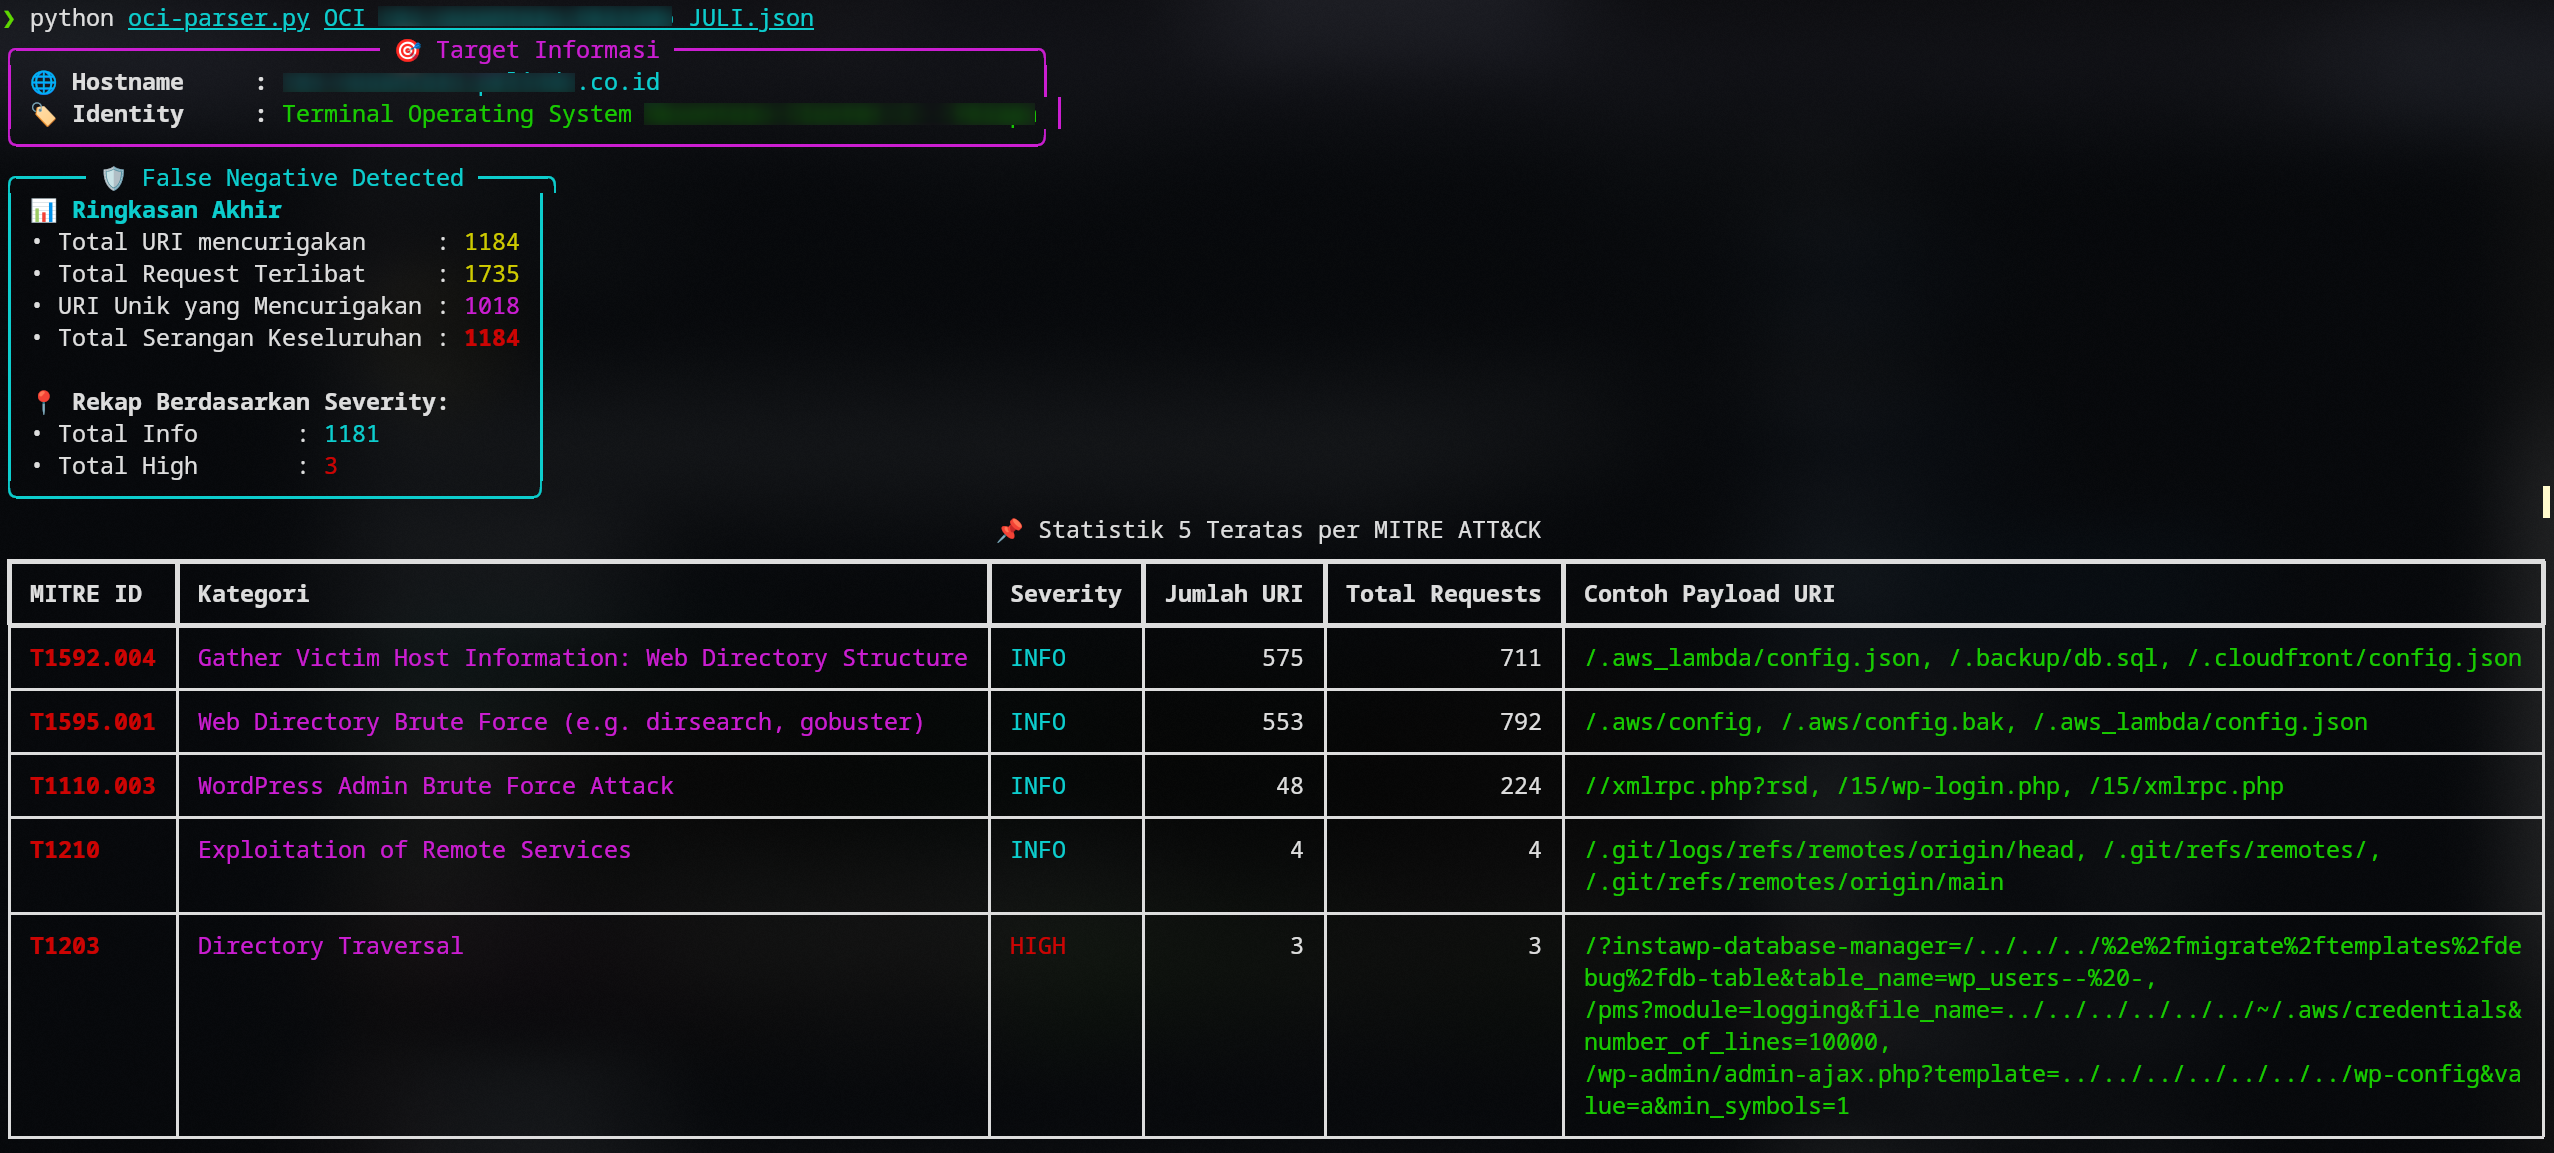 ❯ python oci-parser.py OCI JULI.json
🎯 Target Informasi
🌐 Hostname : .co.id
🏷️ Identity : Terminal Operating System
🛡️ False Negative Detected
📊 Ringkasan Akhir
• Total URI mencurigakan : 1184
• Total Request Terlibat : 1735
• URI Unik yang Mencurigakan : 1018
• Total Serangan Keseluruhan : 1184
📍 Rekap Berdasarkan Severity:
• Total Info : 1181
• Total High : 3
📌 Statistik 5 Teratas per MITRE ATT&CK
MITRE ID Kategori Severity Jumlah URI Total Requests Contoh Payload URI
T1592.004 Gather Victim Host Information: Web Directory Structure INFO 575 711 /.aws_lambda/config.json, /.backup/db.sql, /.cloudfront/config.json
T1595.001 Web Directory Brute Force (e.g. dirsearch, gobuster) INFO 553 792 /.aws/config, /.aws/config.bak, /.aws_lambda/config.json
T1110.003 WordPress Admin Brute Force Attack INFO 48 224 //xmlrpc.php?rsd, /15/wp-login.php, /15/xmlrpc.php
T1210 Exploitation of Remote Services INFO 4 4 /.git/logs/refs/remotes/origin/head, /.git/refs/remotes/,
/.git/refs/remotes/origin/main
T1203 Directory Traversal HIGH 3 3 /?instawp-database-manager=/../../../%2e%2fmigrate%2ftemplates%2fde
bug%2fdb-table&table_name=wp_users--%20-,
/pms?module=logging&file_name=../../../../../../~/.aws/credentials&
number_of_lines=10000,
/wp-admin/admin-ajax.php?template=../../../../../../../wp-config&va
lue=a&min_symbols=1